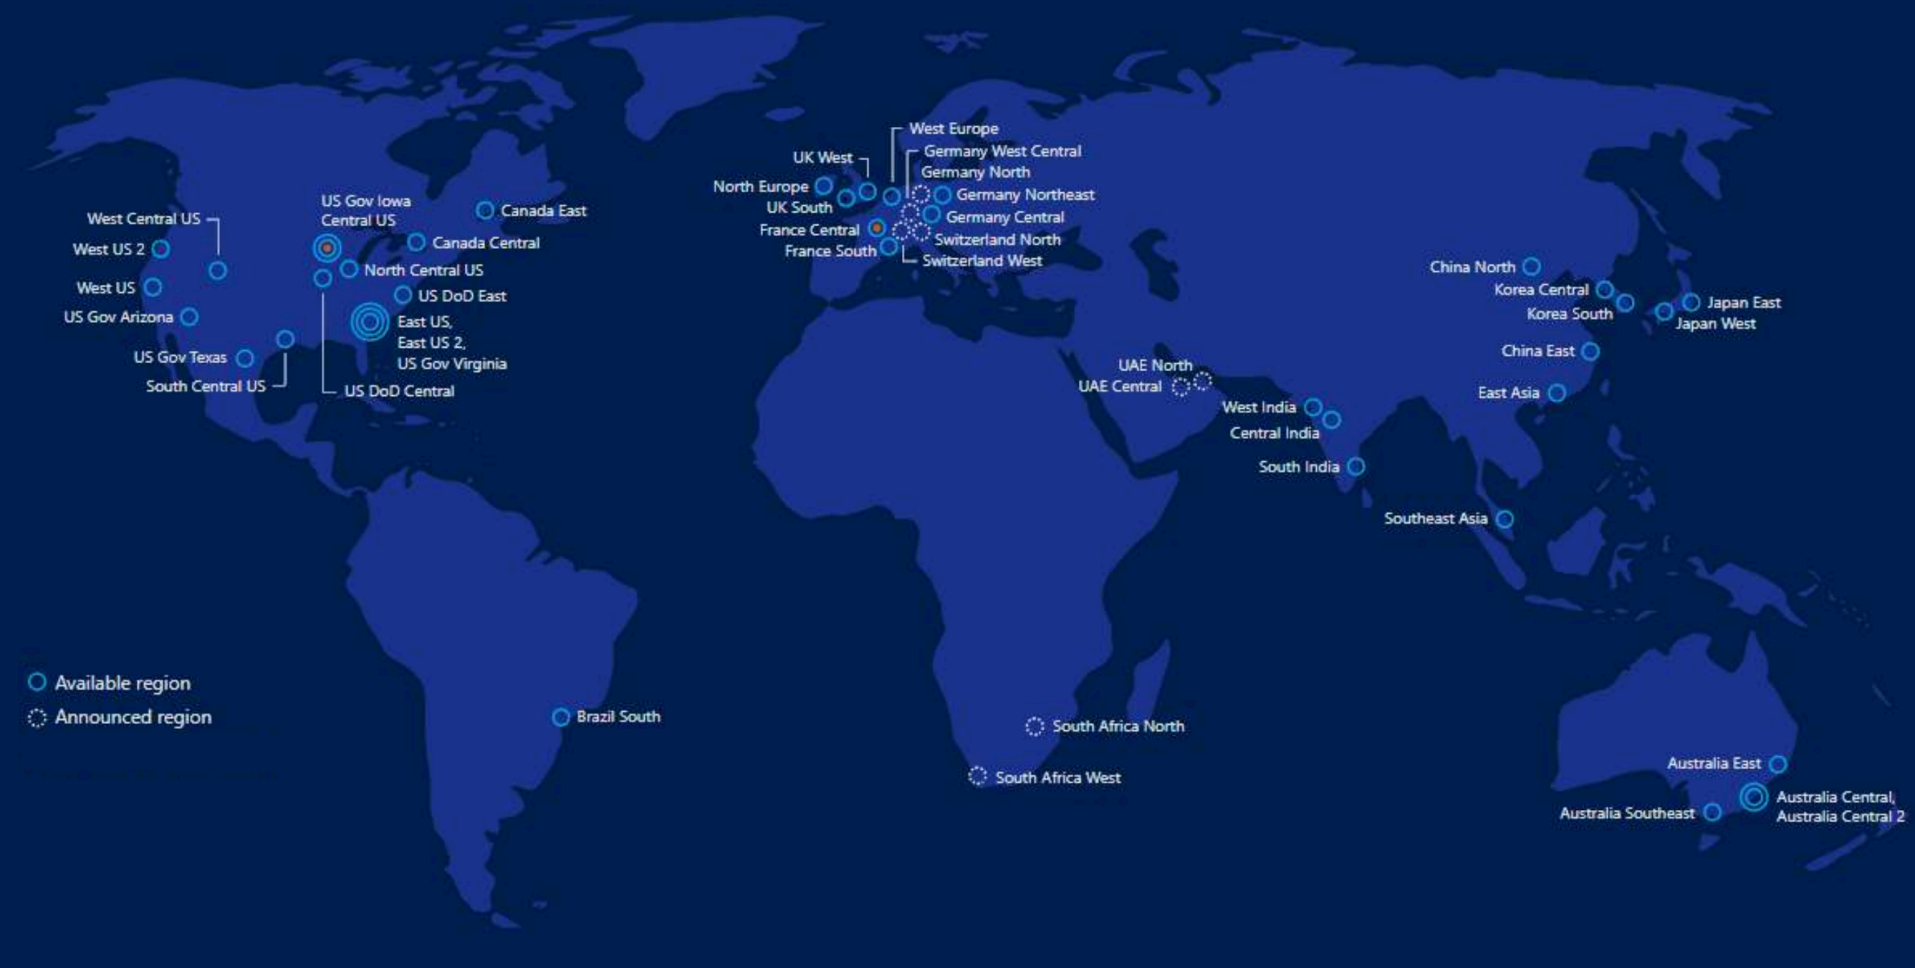 West Europe
Germany West Central
UK West
Germany North
North Europe
Germany Northeast
UK South
Germany Central
France Central
Switzerland North
France South
Switzerland West
US Gov Iowa
Central US
West Central US
Canada East
West US 2
Canada Central
North Central US
West US
US DoD East
US Gov Arizona
East US,
East US 2,
US Gov Virginia
US Gov Texas
South Central US
US DoD Central
China North
Korea Central
Korea South
Japan East
Japan West
China East
East Asia
UAE North
UAE Central
West India
Central India
South India
Southeast Asia
Available region
Announced region
Brazil South
South Africa North
South Africa West
Australia East
Australia Central,
Australia Central 2
Australia Southeast